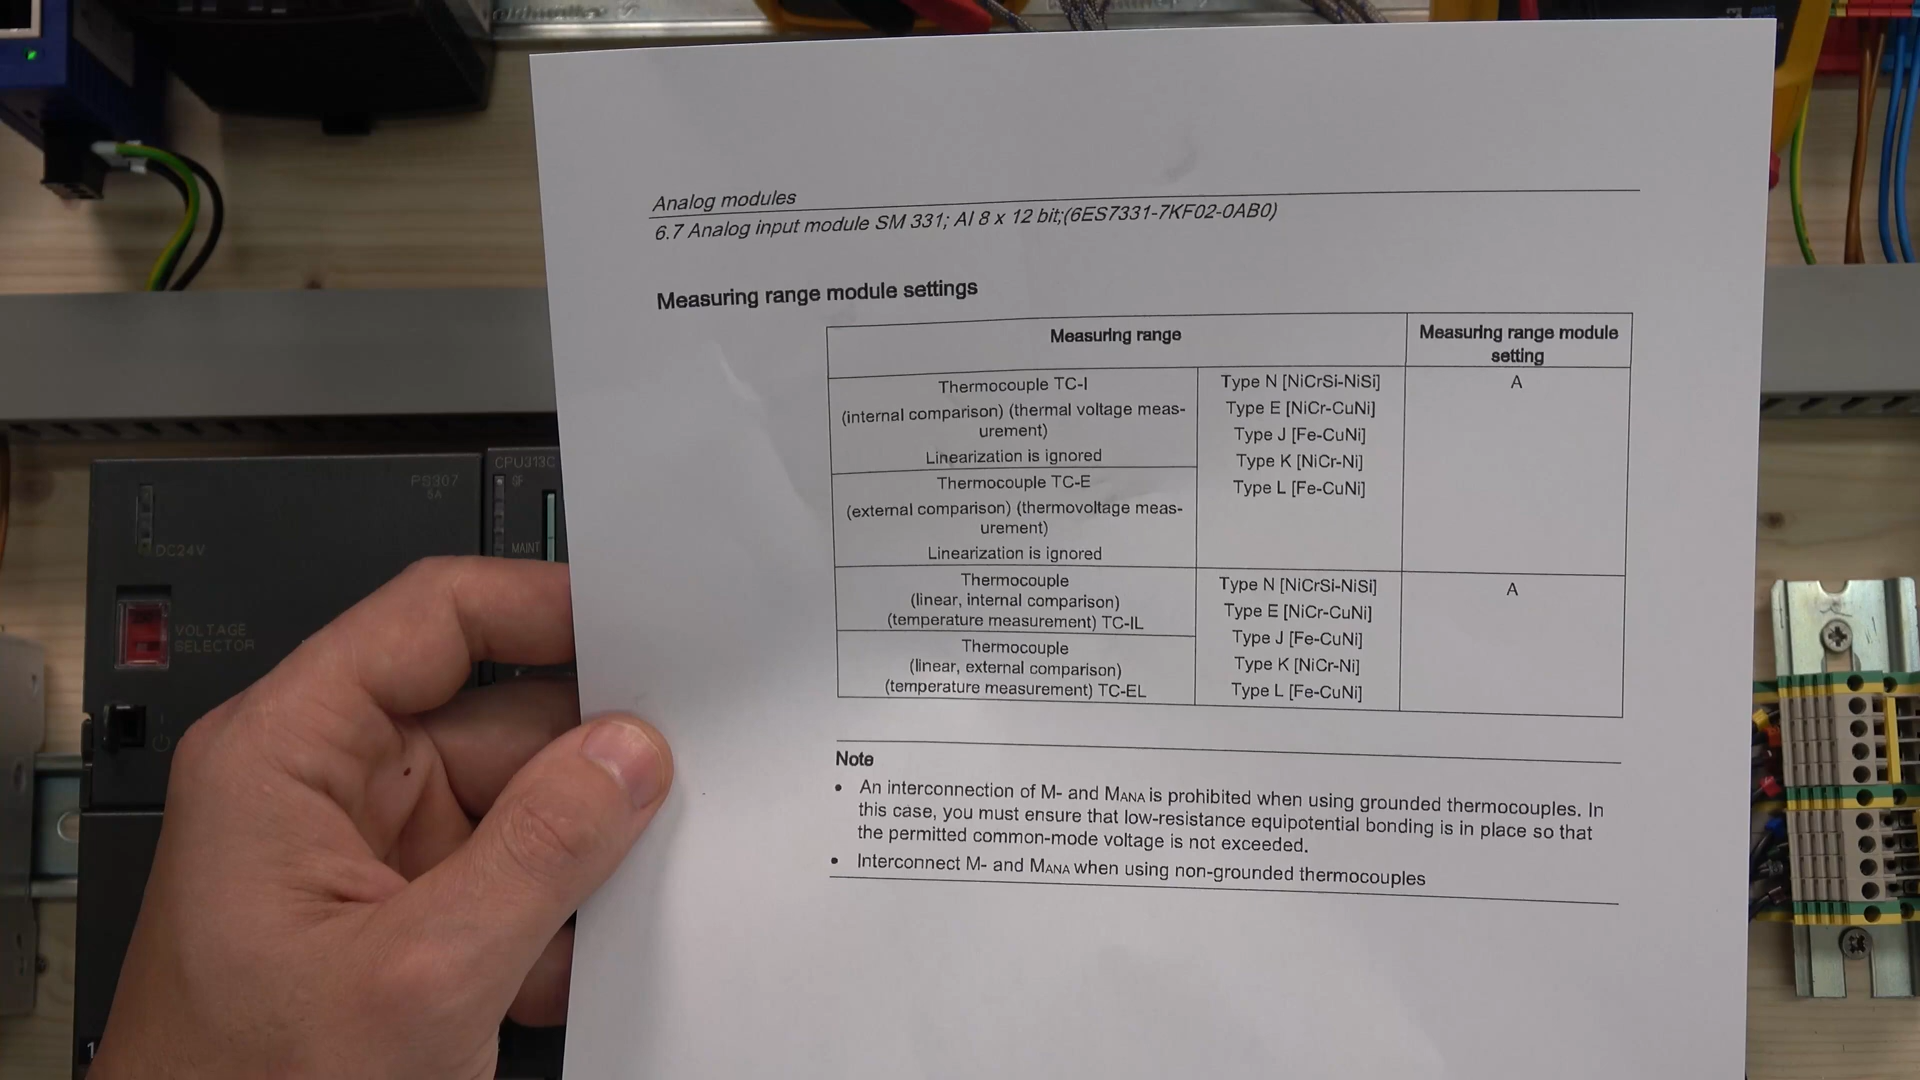 Analog modules
6.7 Analog input module SM 331; AI 8 x 12 bit;(6ES7331-7KF02-0AB0)
Measuring range module settings
Measuring range
Measuring range module
setting
Thermocouple TC-I
(internal comparison) (thermal voltage meas-
urement)
Linearization is ignored
Type N [NiCrSi-NiSi]
Type E [NiCr-CuNi]
Type J [Fe-CuNi]
Type K [NiCr-Ni]
Type L [Fe-CuNi]
A
Thermocouple TC-E
(external comparison) (thermovoltage meas-
urement)
Linearization is ignored
Thermocouple
(linear, internal comparison)
(temperature measurement) TC-IL
Type N [NiCrSi-NiSi]
Type E [NiCr-CuNi]
Type J [Fe-CuNi]
Type K [NiCr-Ni]
Type L [Fe-CuNi]
A
Thermocouple
(linear, external comparison)
(temperature measurement) TC-EL
Note
• An interconnection of M- and MANA is prohibited when using grounded thermocouples. In
this case, you must ensure that low-resistance equipotential bonding is in place so that
the permitted common-mode voltage is not exceeded.
• Interconnect M- and MANA when using non-grounded thermocouples
PS307
5A
DC24V
VOLTAGE
SELECTOR
CPU313C
SF
MAINT
1